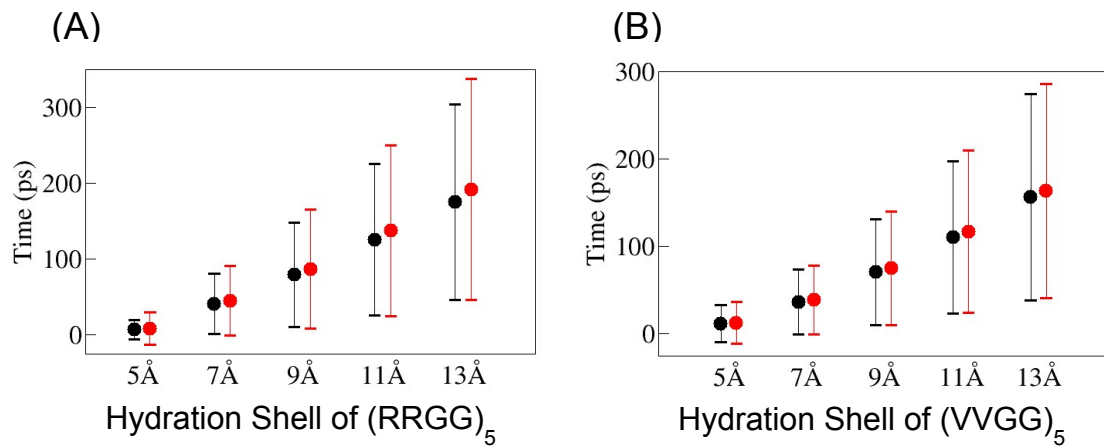 (A)
Time (ps)
300
200
100
0
5Å 7Å 9Å 11Å 13Å
Hydration Shell of (RRGG)5
(B)
Time (ps)
300
200
100
0
5Å 7Å 9Å 11Å 13Å
Hydration Shell of (VVGG)5